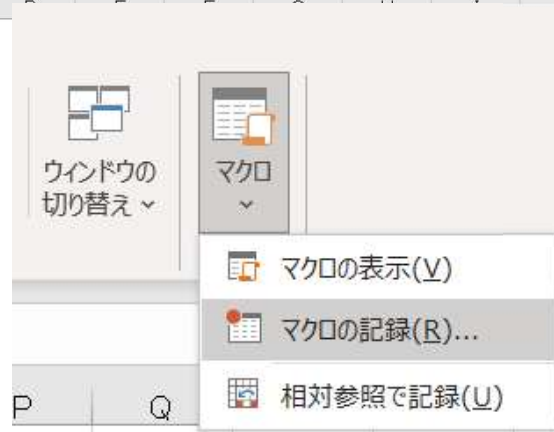 ウィンドウの
切り替え
マクロ
マクロの表示(V)
マクロの記録(R)...
相対参照で記録(U)
P Q